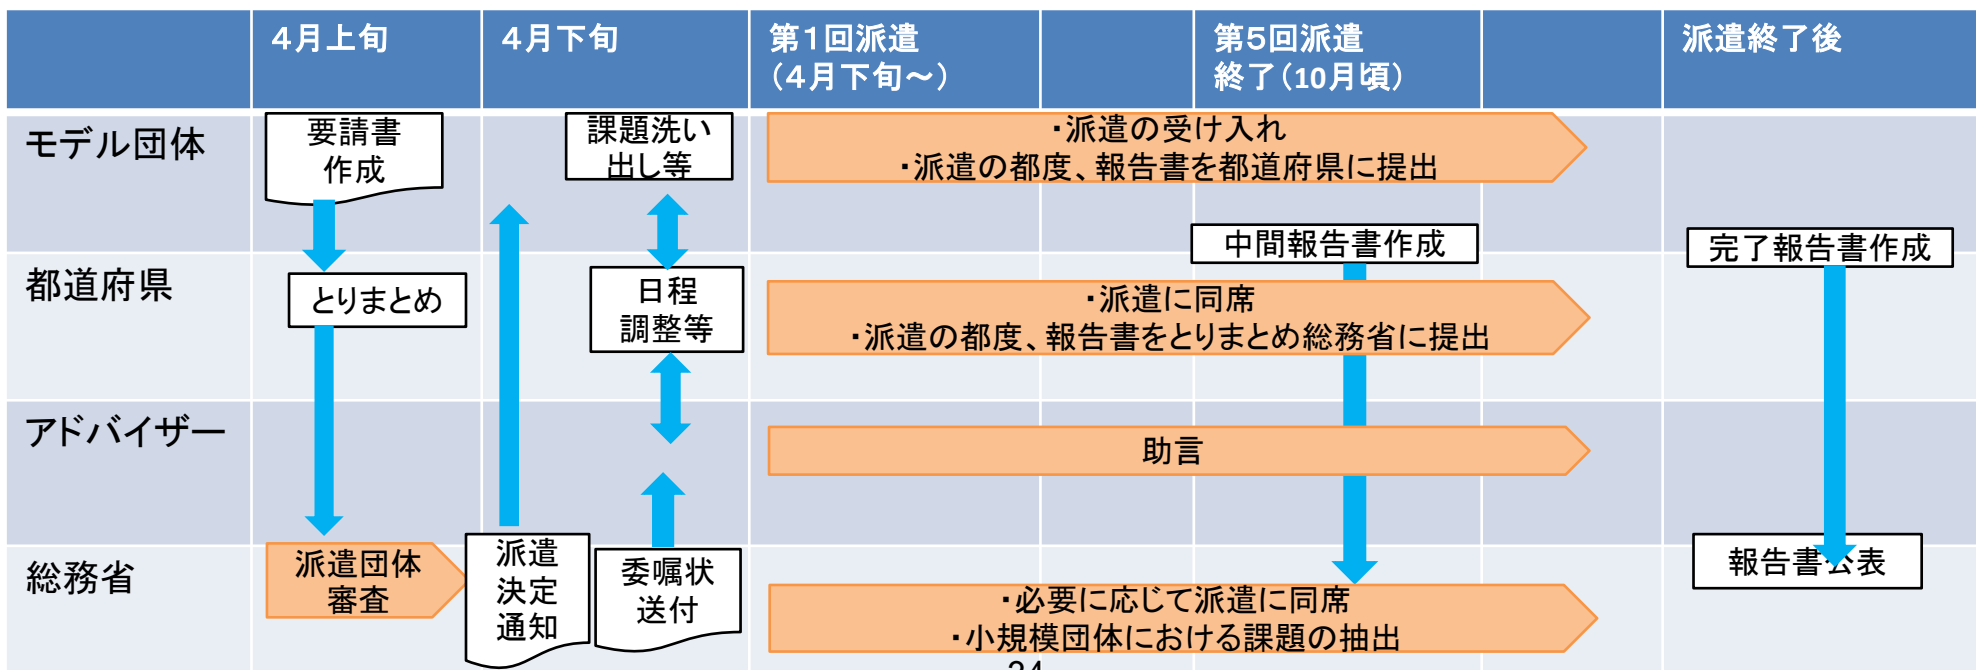 ４月上旬
４月下旬
第１回派遣
（４月下旬～）
第５回派遣
終了（10月頃）
派遣終了後
モデル団体
要請書
作成
課題洗い
出し等
・派遣の受け入れ
・派遣の都度、報告書を都道府県に提出
都道府県
とりまとめ
日程
調整等
中間報告書作成
・派遣に同席
・派遣の都度、報告書をとりまとめ総務省に提出
完了報告書作成
アドバイザー
助言
総務省
派遣団体
審査
派遣
決定
通知
委嘱状
送付
・必要に応じて派遣に同席
・小規模団体における課題の抽出
報告書公表
24